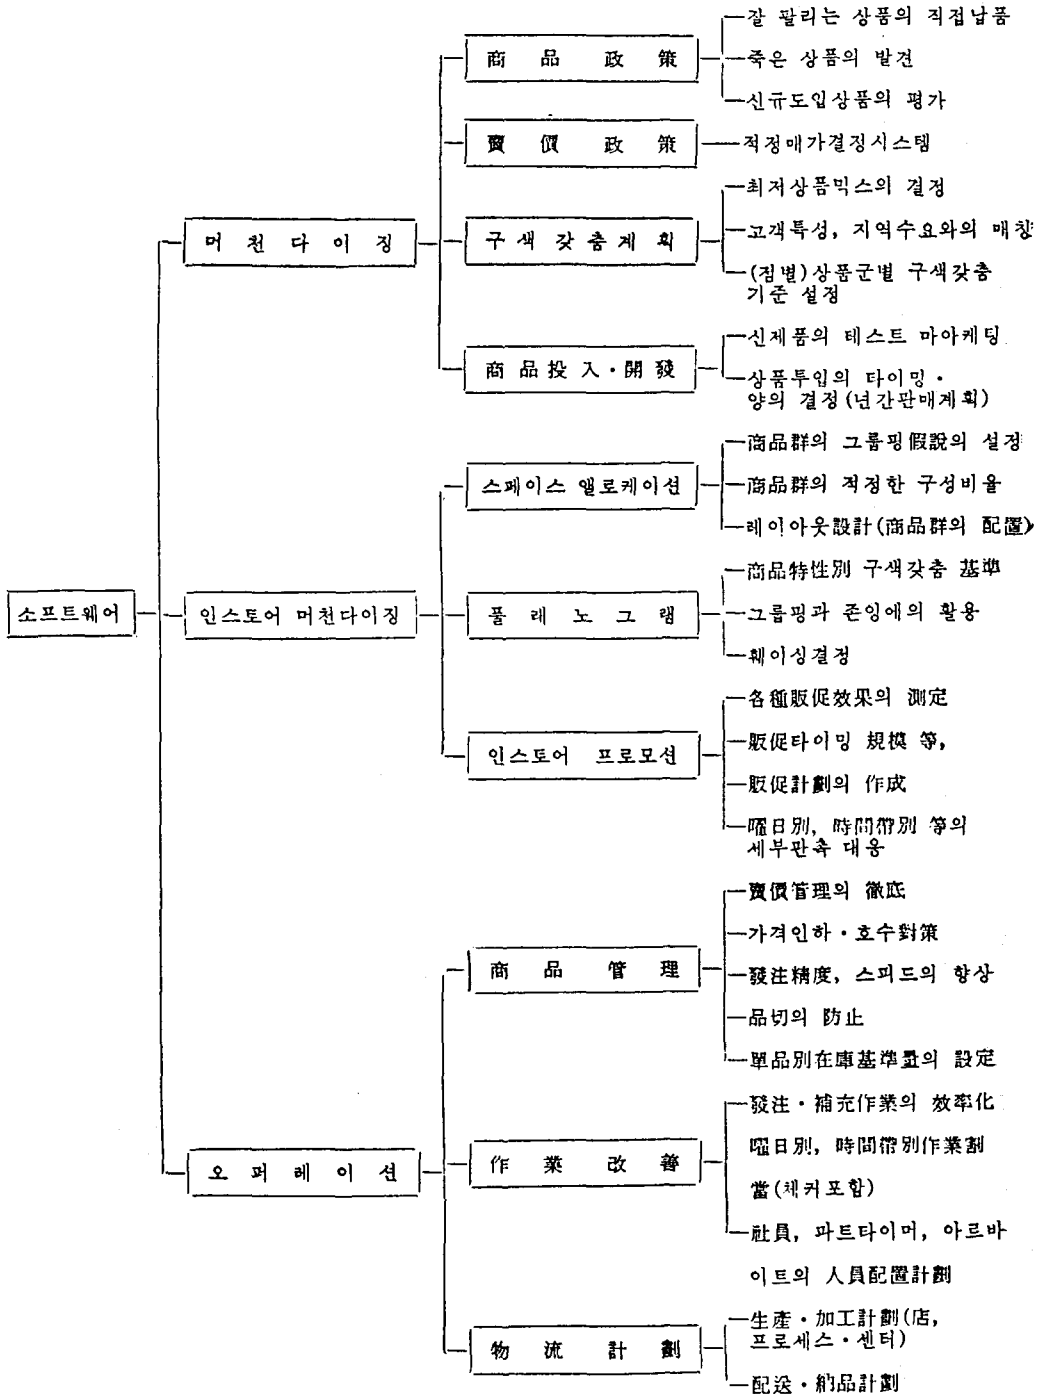 잘 팔리는 상품의 직접납품
商品政策
죽은 상품의 발견
신규도입상품의 평가
賣價政策
적정매가결정시스템
최저상품믹스의 결정
머천다이징
구색갖춤계획
고객특성, 지역수요와의 매칭
(점별)상품군별 구색갖춤
기준 설정
신제품의 테스트 마아케팅
商品投入・開發
상품투입의 타이밍・
양의 결정(년간판매계획)
商品群의 그룹핑假說의 설정
스페이스 앨로케이션
商品群의 적정한 구성비율
레이아웃設計(商品群의 配置)
商品特性別 구색갖춤 基準
소프트웨어
인스토어 머천다이징
풀레노그램
그룹핑과 존잉에의 활용
훼이싱결정
各種販促效果의 測定
販促타이밍 規模 等,
인스토어 프로모션
販促計劃의 作成
曜日別, 時間帶別 等의
세부판촉 대응
賣價管理의 徹底
가격인하・호수對策
商品管理
發注精度, 스피드의 향상
品切의 防止
單品別在庫基準量의 設定
發注・補充作業의 效率化
曜日別, 時間帶別作業割
오퍼레이션
作業改善
當(체커포함)
社員, 파트타이머, 아르바
이트의 人員配置計劃
生產・加工計劃(店,
프로세스・센터)
物流計劃
配送・納品計劃